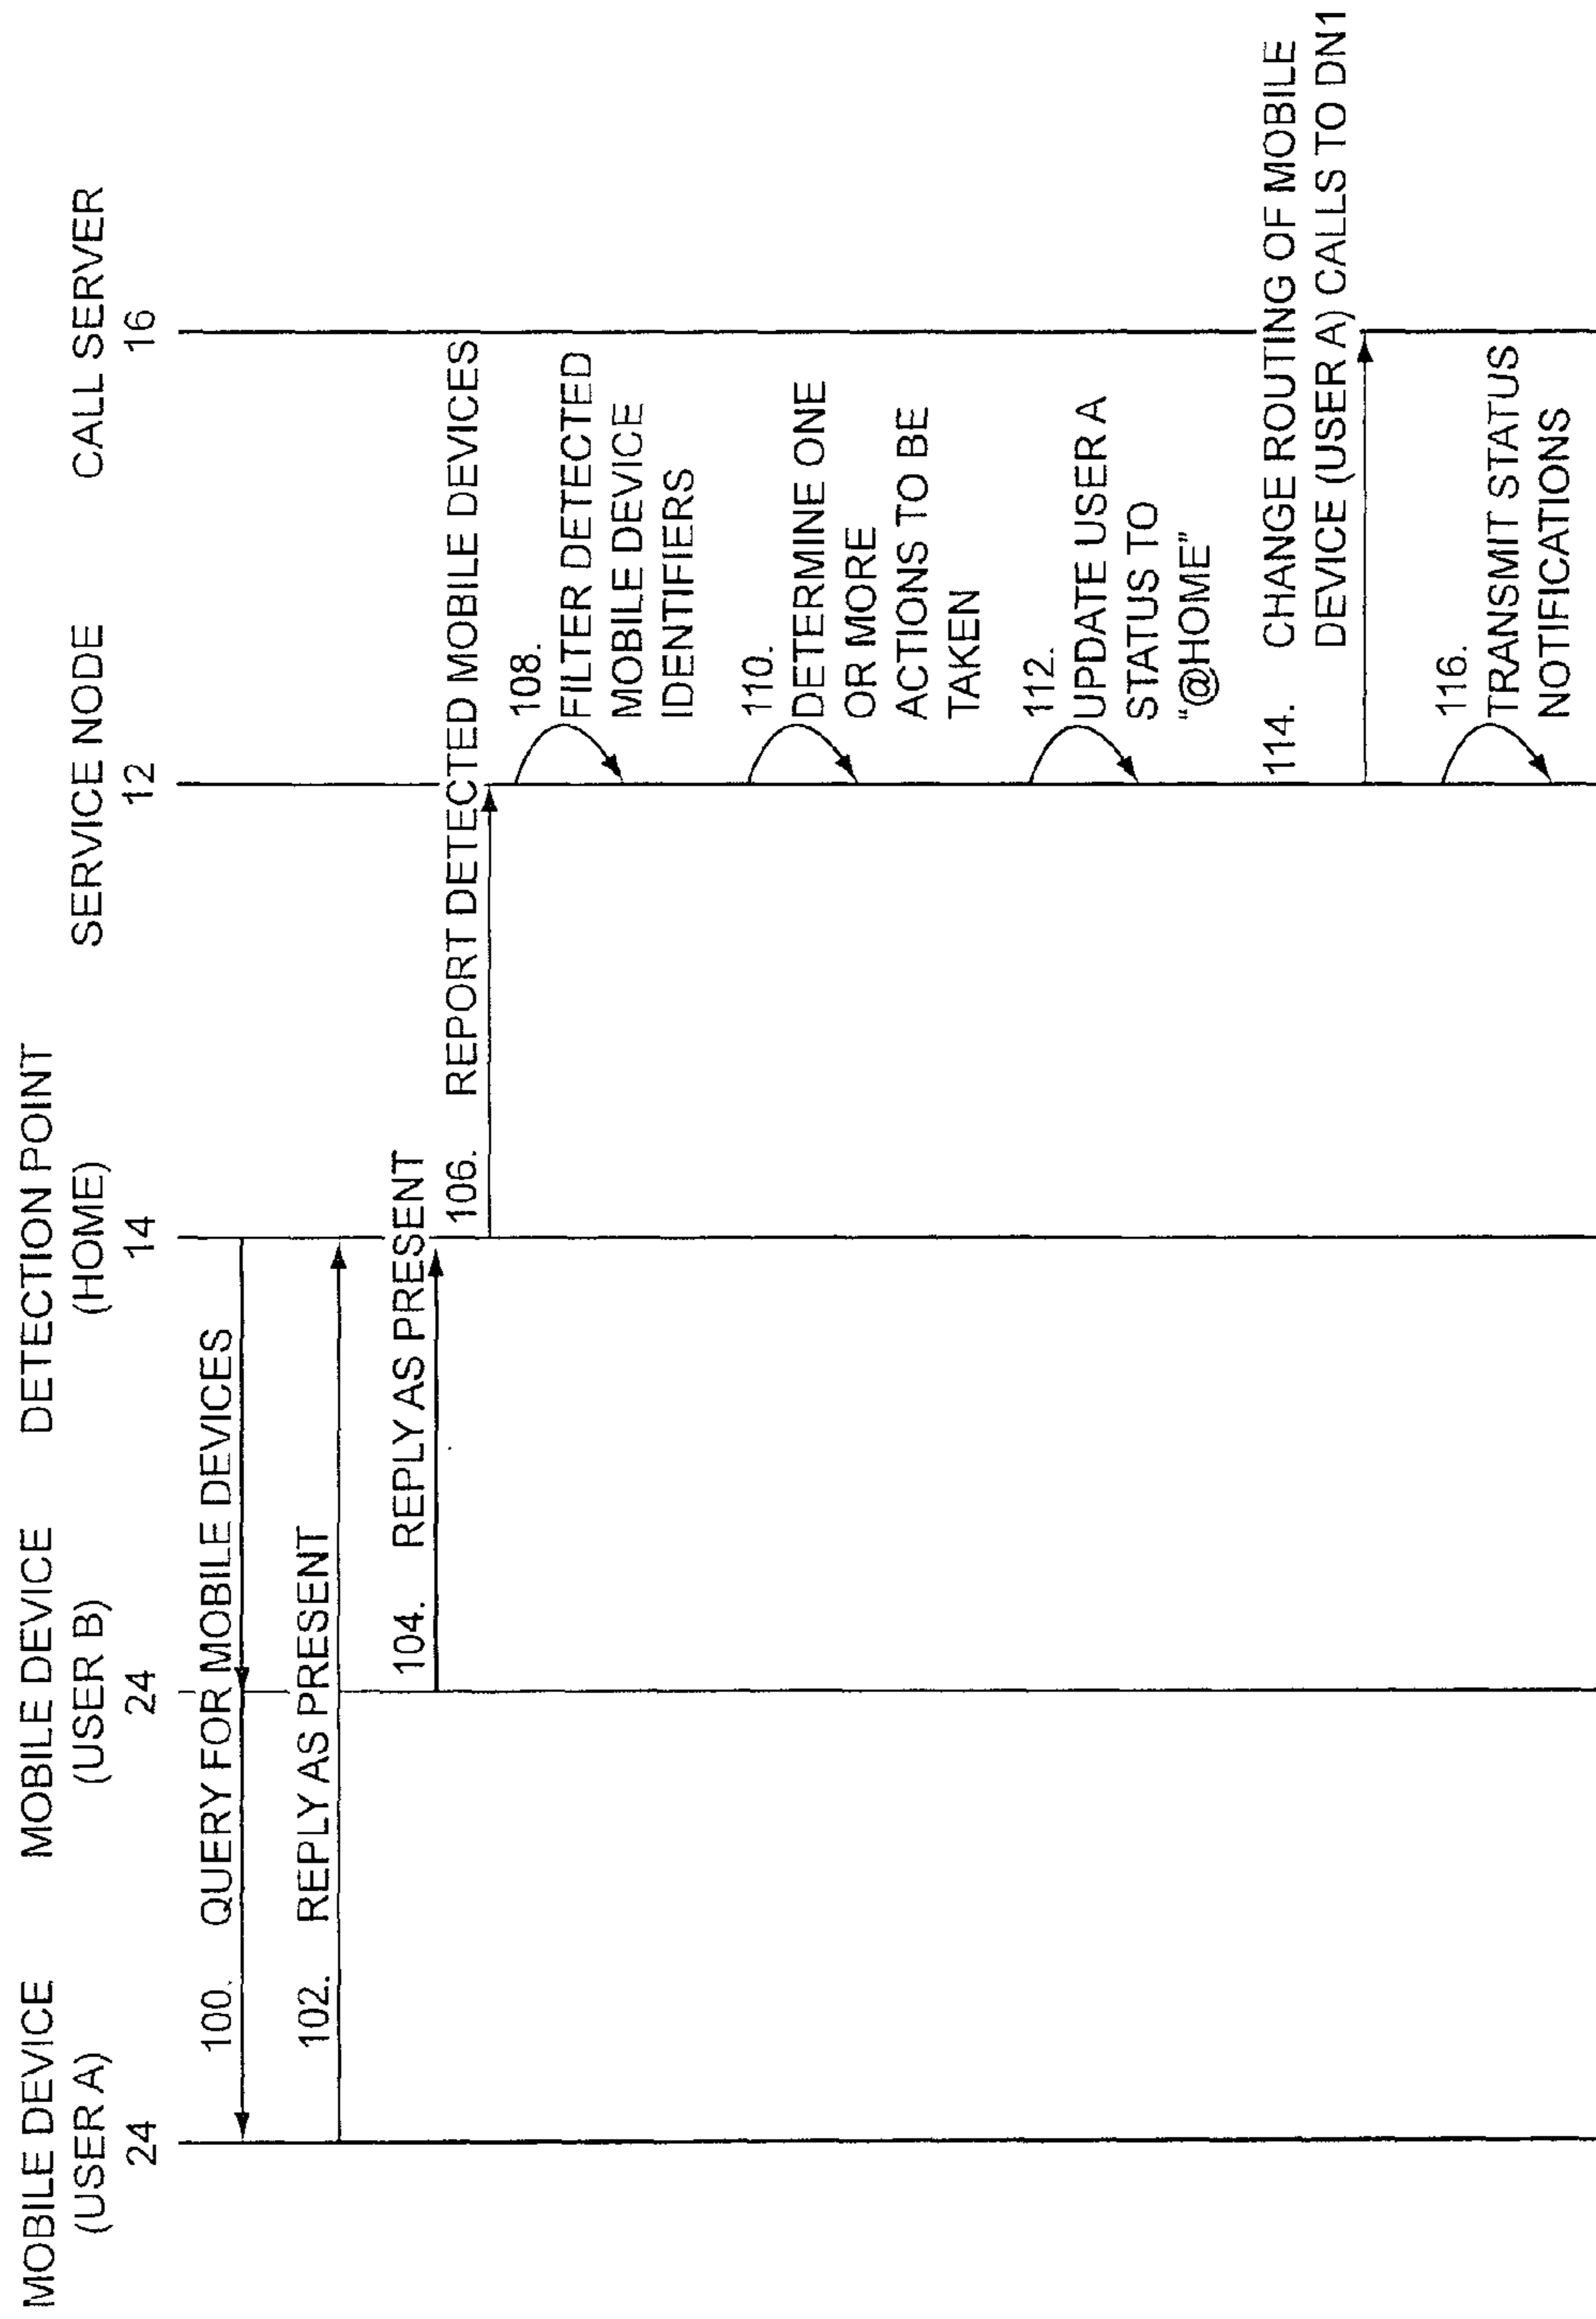 MOBILE DEVICE
(USER A)
24
MOBILE DEVICE
(USER B)
24
DETECTION POINT
(HOME)
14
SERVICE NODE
12
CALL SERVER
16
100. QUERY FOR MOBILE DEVICES
102. REPLY AS PRESENT
104. REPLY AS PRESENT
106. REPORT DETECTED MOBILE DEVICES
108.
FILTER DETECTED
MOBILE DEVICE
IDENTIFIERS
110.
DETERMINE ONE
OR MORE
ACTIONS TO BE
TAKEN
112.
UPDATE USER A
STATUS TO
"@HOME"
114. CHANGE ROUTING OF MOBILE
DEVICE (USER A) CALLS TO DN1
116.
TRANSMIT STATUS
NOTIFICATIONS